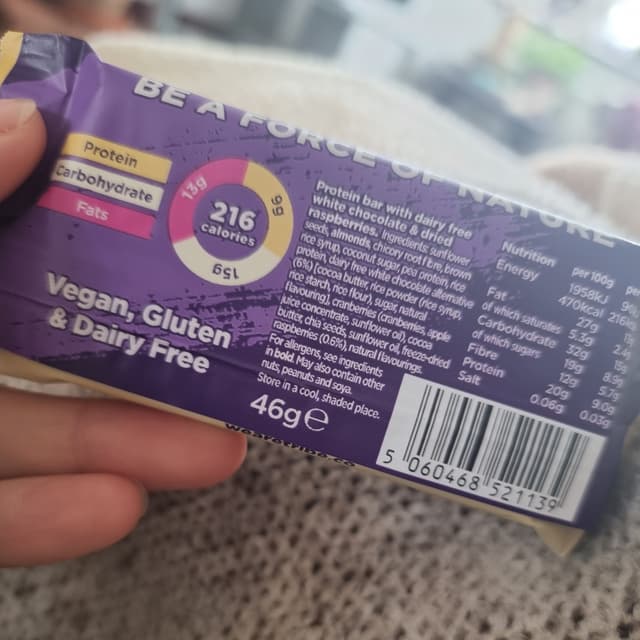 BE A FORCE OF NATURE
Protein
Carbohydrate
Fats
13g
9g
15g
216
calories
Vegan, Gluten
& Dairy Free
Protein bar with dairy free
white chocolate & dried
raspberries. Ingredients: sunflower
seeds, almonds, chicory root fibre, brown
rice syrup, coconut sugar, pea protein, rice
protein, dairy free white chocolate alternative
(6%) (cocoa butter, rice powder (rice syrup,
rice starch, rice flour), sugar, natural
flavouring), cranberries (cranberries, apple
juice concentrate, sunflower oil), cocoa
butter, chia seeds, sunflower oil, freeze-dried
raspberries (0.6%), natural flavourings.
For allergens, see ingredients
in bold. May also contain other
nuts, peanuts and soya.
Store in a cool, shaded place.
46g e
Nutrition per 100g
Energy 1958kJ
470kcal
Fat 27g
of which saturates
Carbohydrate 32g
of which sugars
Fibre
Protein 20g
Salt 0.06g 0.03g
5 060468 521139